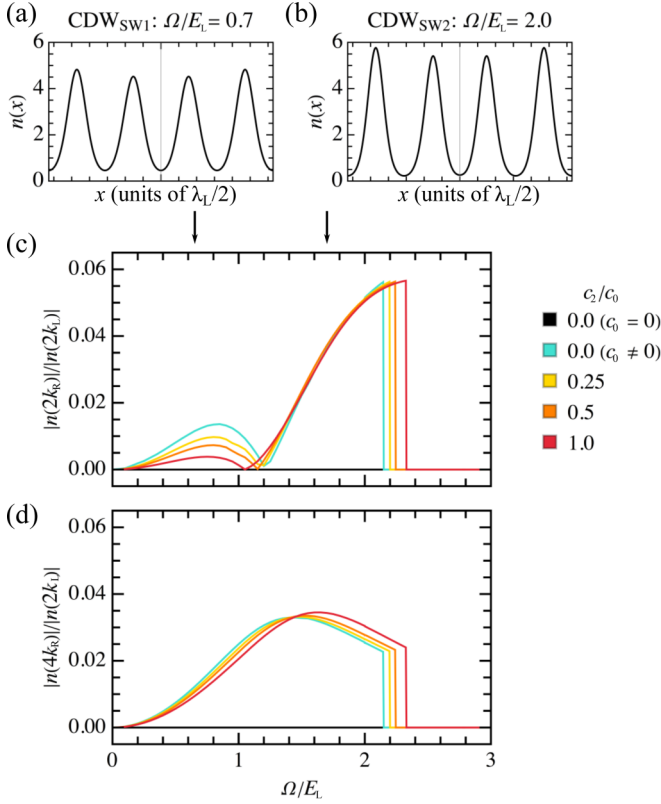 (a) CDW_SW1: Ω/E_L = 0.7
(b) CDW_SW2: Ω/E_L = 2.0
6
4
2
0
n(x)
x (units of λ_L/2)
6
4
2
0
n(x)
x (units of λ_L/2)
(c)
0.06
0.04
0.02
0.00
|n(2k_R)|/|n(2k_L)|
c_2/c_0
0.0 (c_0 = 0)
0.0 (c_0 ≠ 0)
0.25
0.5
1.0
(d)
0.06
0.04
0.02
0.00
|n(4k_R)|/|n(2k_L)|
0 1 2 3
Ω/E_L